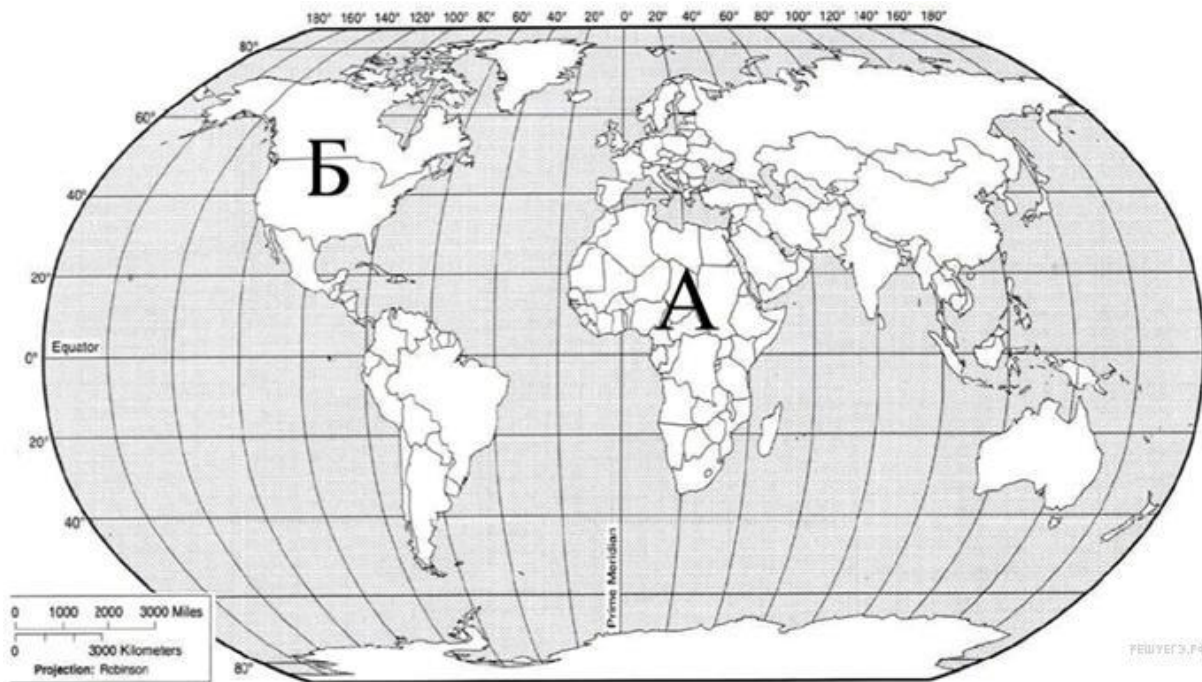 180° 160° 140° 120° 100° 80° 60° 40° 20° 0° 20° 40° 60° 80° 100° 120° 140° 160° 180°
80°
60°
Б
40°
20°
А
Equator
0°
20°
40°
Prime Meridian
0 1000 2000 3000 Miles
0 3000 Kilometers
Projection: Robinson
80°
РЕШУЕГЭ.РФ